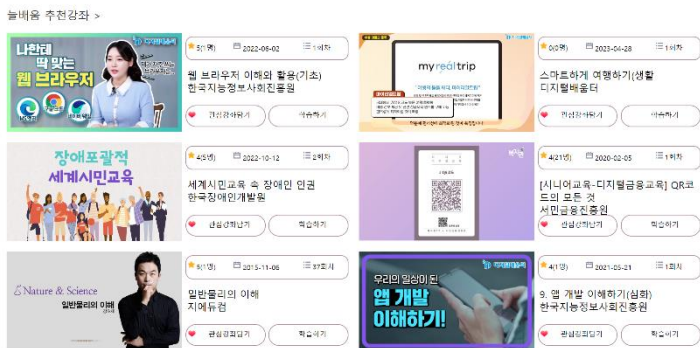 늘배움 추천강좌 >
나한테
딱 맞는
웹 브라우저
디지털배움터
★ 5(1명) 2022-06-02 1회차
웹 브라우저 이해와 활용(기초)
한국지능정보사회진흥원
관심강좌담기 학습하기
my real trip
★ 0(0명) 2023-04-28 1회차
스마트하게 여행하기(생활
디지털배움터
관심강좌담기 학습하기
장애포괄적
세계시민교육
★ 4(5명) 2022-10-12 2회차
세계시민교육 속 장애인 인권
한국장애인개발원
관심강좌담기 학습하기
★ 4(21명) 2020-02-05 1회차
[시니어교육-디지털금융교육] QR코
드의 모든 것
서민금융진흥원
관심강좌담기 학습하기
Nature & Science
일반물리의 이해
★ 5(1명) 2015-11-06 37회차
일반물리의 이해
지에듀컴
관심강좌담기 학습하기
우리의 일상이 된
앱 개발
이해하기!
★ 4(1명) 2021-05-21 1회차
9. 앱 개발 이해하기(심화)
한국지능정보사회진흥원
관심강좌담기 학습하기